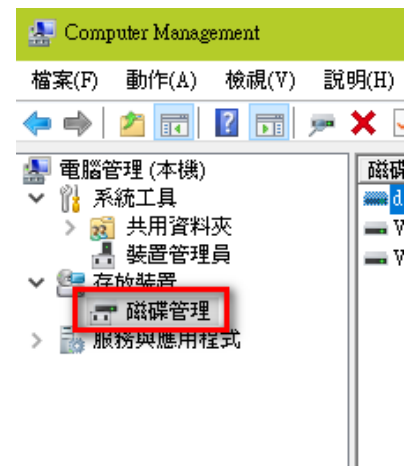 Computer Management
檔案(F) 動作(A) 檢視(V) 說明(H)
電腦管理 (本機)
系統工具
共用資料夾
裝置管理員
存放裝置
磁碟管理
服務與應用程式
磁碟
d
V
V